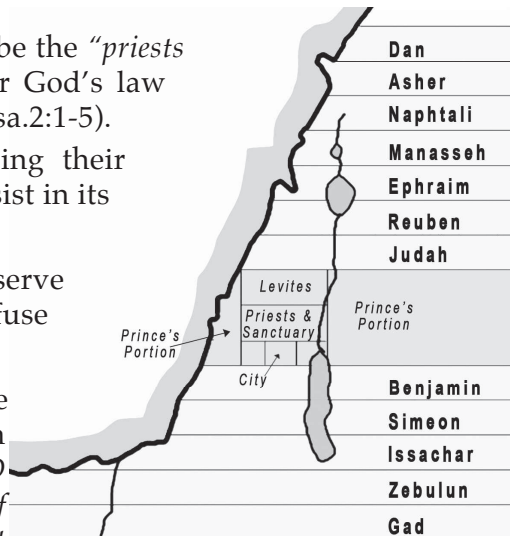 be the “priests
r God’s law
sa.2:1-5).
ing their
sist in its
serve
fuse
e
Dan
Asher
Naphtali
Manasseh
Ephraim
Reuben
Judah
Levites
Priests &
Sanctuary
Prince's
Portion
Prince's
Portion
City
Benjamin
Simeon
Issachar
Zebulun
Gad